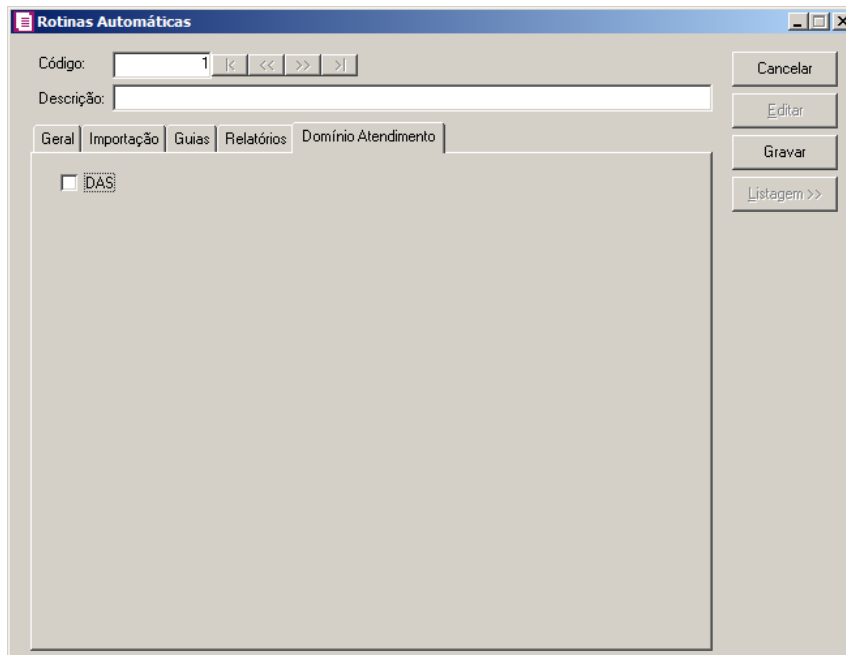 Rotinas Automáticas
Código: 1 |< << >> >|
Cancelar
Descrição:
Editar
Geral Importação Guias Relatórios Domínio Atendimento
Gravar
DAS
Listagem >>